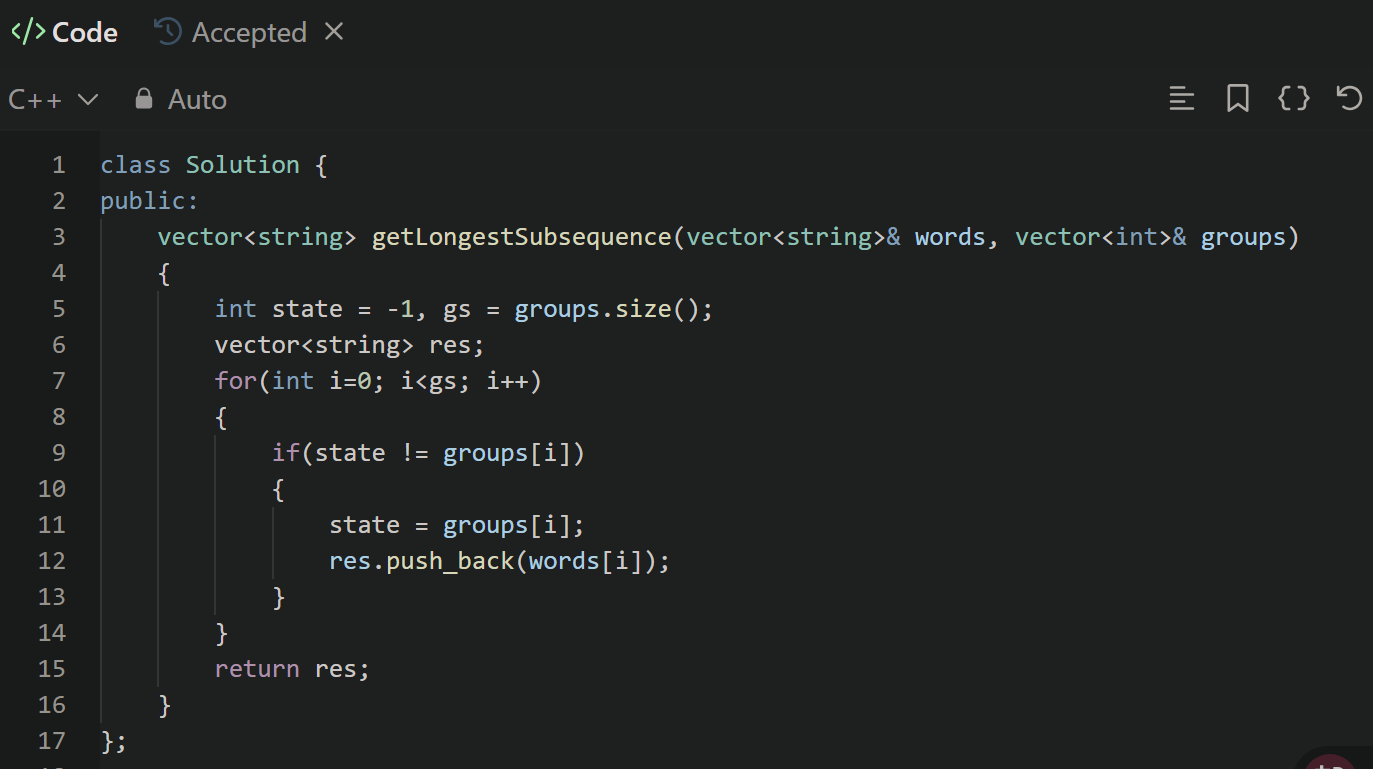 </> Code Accepted ×
C++ Auto {}
1 class Solution {
2 public:
3     vector<string> getLongestSubsequence(vector<string>& words, vector<int>& groups)
4     {
5         int state = -1, gs = groups.size();
6         vector<string> res;
7         for(int i=0; i<gs; i++)
8         {
9             if(state != groups[i])
10             {
11                 state = groups[i];
12                 res.push_back(words[i]);
13             }
14         }
15         return res;
16     }
17 };